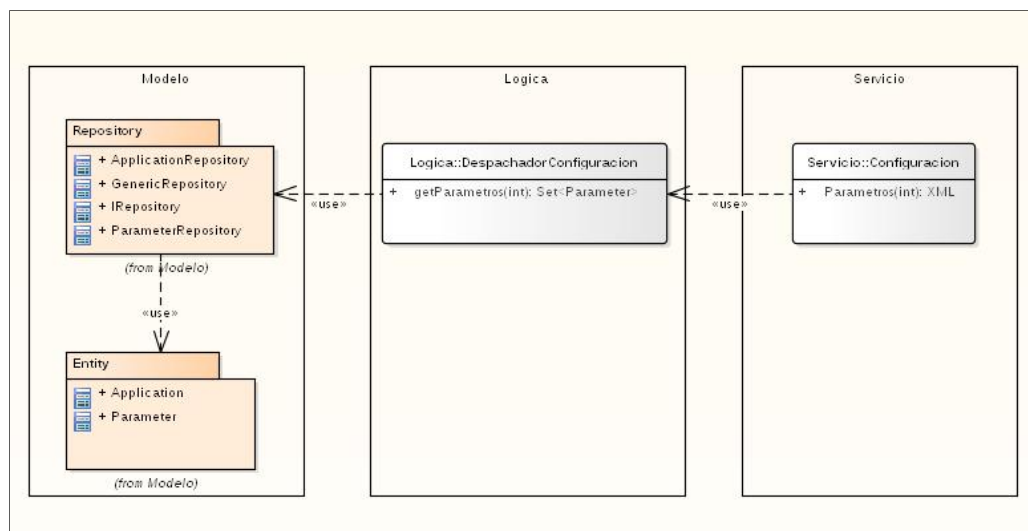 Modelo
Repository
+ ApplicationRepository
+ GenericRepository
+ IRepository
+ ParameterRepository
(from Modelo)
«use»
Entity
+ Application
+ Parameter
(from Modelo)
«use»
Logica
Logica::DespachadorConfiguracion
+ getParametros(int): Set<Parameter>
«use»
Servicio
Servicio::Configuracion
+ Parametros(int): XML